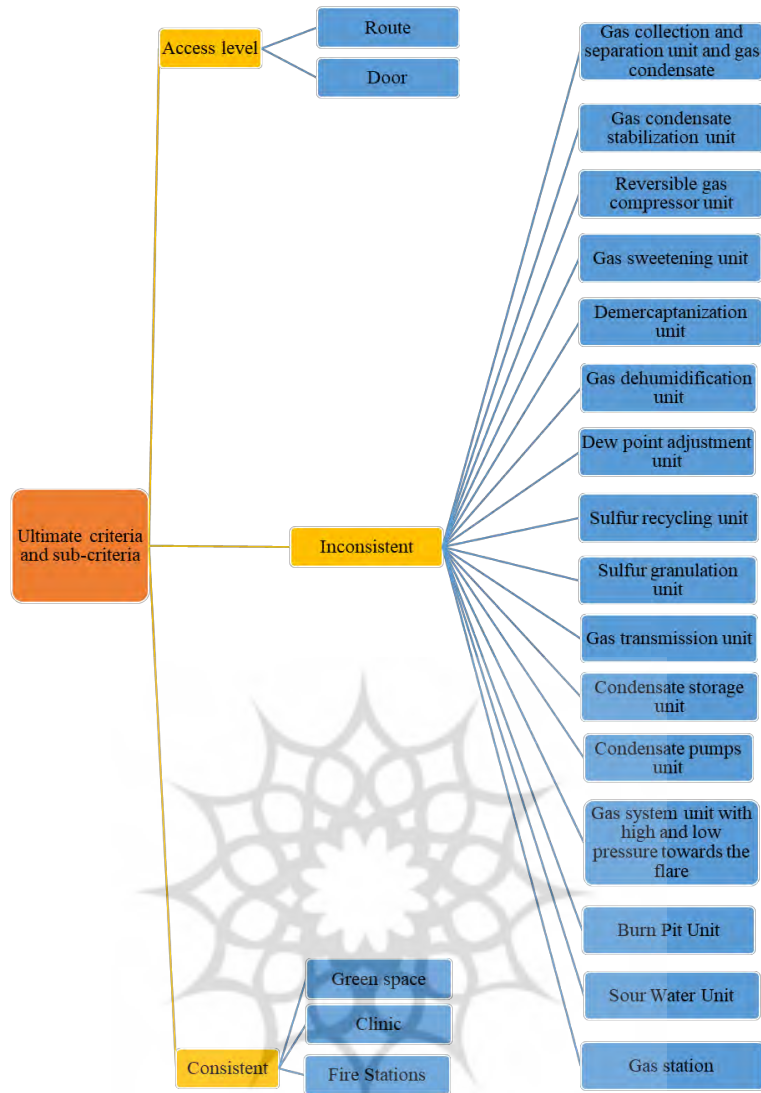 Ultimate criteria
and sub-criteria
Access level
Route
Door
Inconsistent
Gas collection and
separation unit and gas
condensate
Gas condensate
stabilization unit
Reversible gas
compressor unit
Gas sweetening unit
Demercaptanization
unit
Gas dehumidification
unit
Dew point adjustment
unit
Sulfur recycling unit
Sulfur granulation
unit
Gas transmission unit
Condensate storage
unit
Condensate pumps
unit
Gas system unit with
high and low
pressure towards the
flare
Burn Pit Unit
Sour Water Unit
Gas station
Consistent
Green space
Clinic
Fire Stations